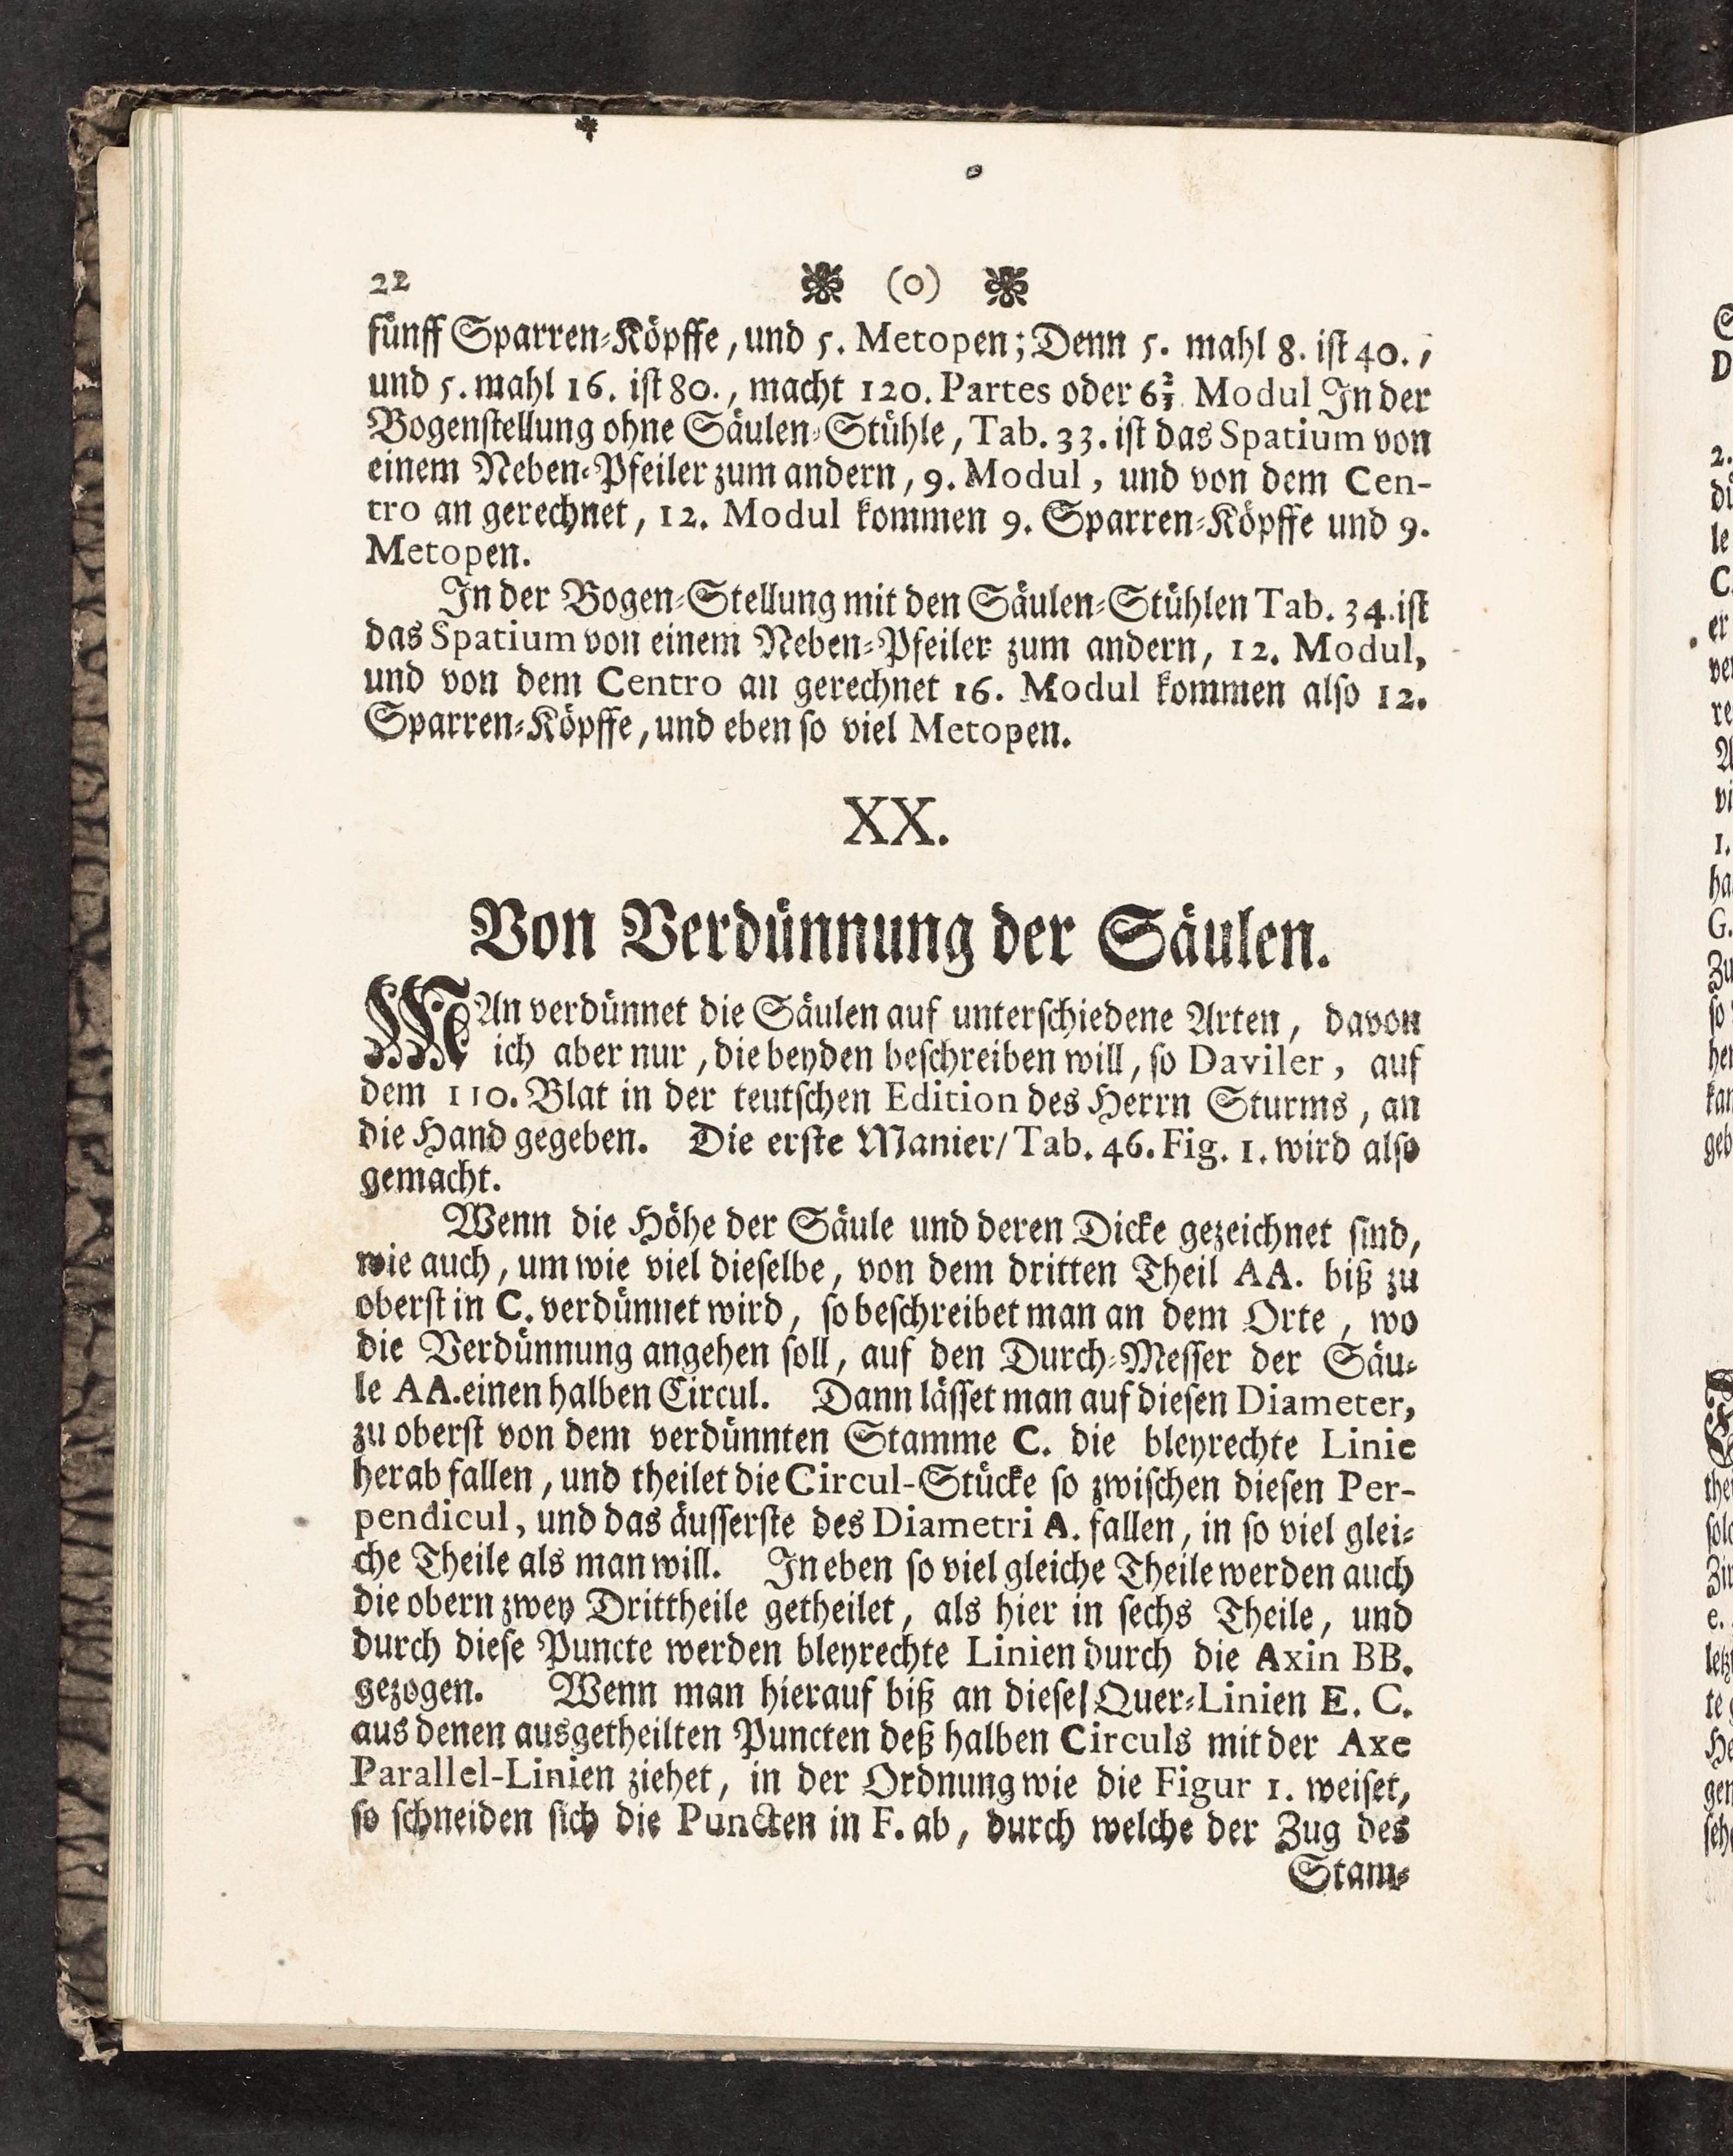 22 (o)
fünff Sparren-Köpffe, und 5. Metopen; Denn 5. mahl 8. ist 40.,
und 5. mahl 16. ist 80., macht 120. Partes oder 6⅔ Modul In der
Bogenstellung ohne Säulen-Stühle, Tab. 33. ist das Spatium von
einem Neben-Pfeiler zum andern, 9. Modul, und von dem Cen-
tro an gerechnet, 12. Modul kommen 9. Sparren-Köpffe und 9.
Metopen.
In der Bogen-Stellung mit den Säulen-Stühlen Tab. 34. ist
das Spatium von einem Neben-Pfeiler zum andern, 12. Modul,
und von dem Centro an gerechnet 16. Modul kommen also 12.
Sparren-Köpffe, und eben so viel Metopen.
XX.
Von Verdünnung der Säulen.
MAn verdünnet die Säulen auf unterschiedene Arten, davon
ich aber nur, die beyden beschreiben will, so Daviler, auf
dem 110. Blat in der teutschen Edition des Herrn Sturms, an
die Hand gegeben. Die erste Manier/ Tab. 46. Fig. 1. wird also
gemacht.
Wenn die Höhe der Säule und deren Dicke gezeichnet sind,
wie auch, um wie viel dieselbe, von dem dritten Theil AA. biß zu
oberst in C. verdünnet wird, so beschreibet man an dem Orte, wo
die Verdünnung angehen soll, auf den Durch-Messer der Säu-
le AA. einen halben Circul. Dann lässet man auf diesen Diameter,
zu oberst von dem verdünnten Stamme C. die bleyrechte Linie
herab fallen, und theilet die Circul-Stücke so zwischen diesen Per-
pendicul, und das äusserste des Diametri A. fallen, in so viel glei-
che Theile als man will. In eben so viel gleiche Theile werden auch
die obern zwey Drittheile getheilet, als hier in sechs Theile, und
durch diese Puncte werden bleyrechte Linien durch die Axin BB.
gezogen. Wenn man hierauf biß an diese/ Quer-Linien E. C.
aus denen ausgetheilten Puncten deß halben Circuls mit der Axe
Parallel-Linien ziehet, in der Ordnung wie die Figur 1. weiset,
so schneiden sich die Puncten in F. ab, durch welche der Zug des
Stam-